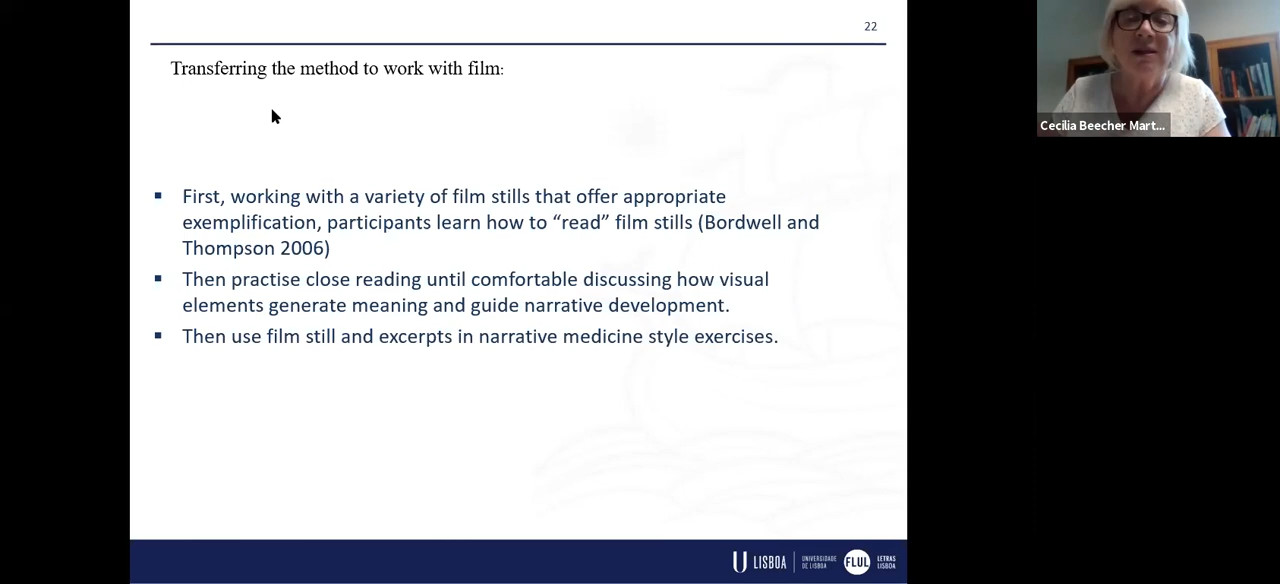 22
Transferring the method to work with film:
▪ First, working with a variety of film stills that offer appropriate
exemplification, participants learn how to “read” film stills (Bordwell and
Thompson 2006)
▪ Then practise close reading until comfortable discussing how visual
elements generate meaning and guide narrative development.
▪ Then use film still and excerpts in narrative medicine style exercises.
Cecilia Beecher Mart...
U LISBOA | UNIVERSIDADE
DE LISBOA
FLUL
LETRAS
LISBOA